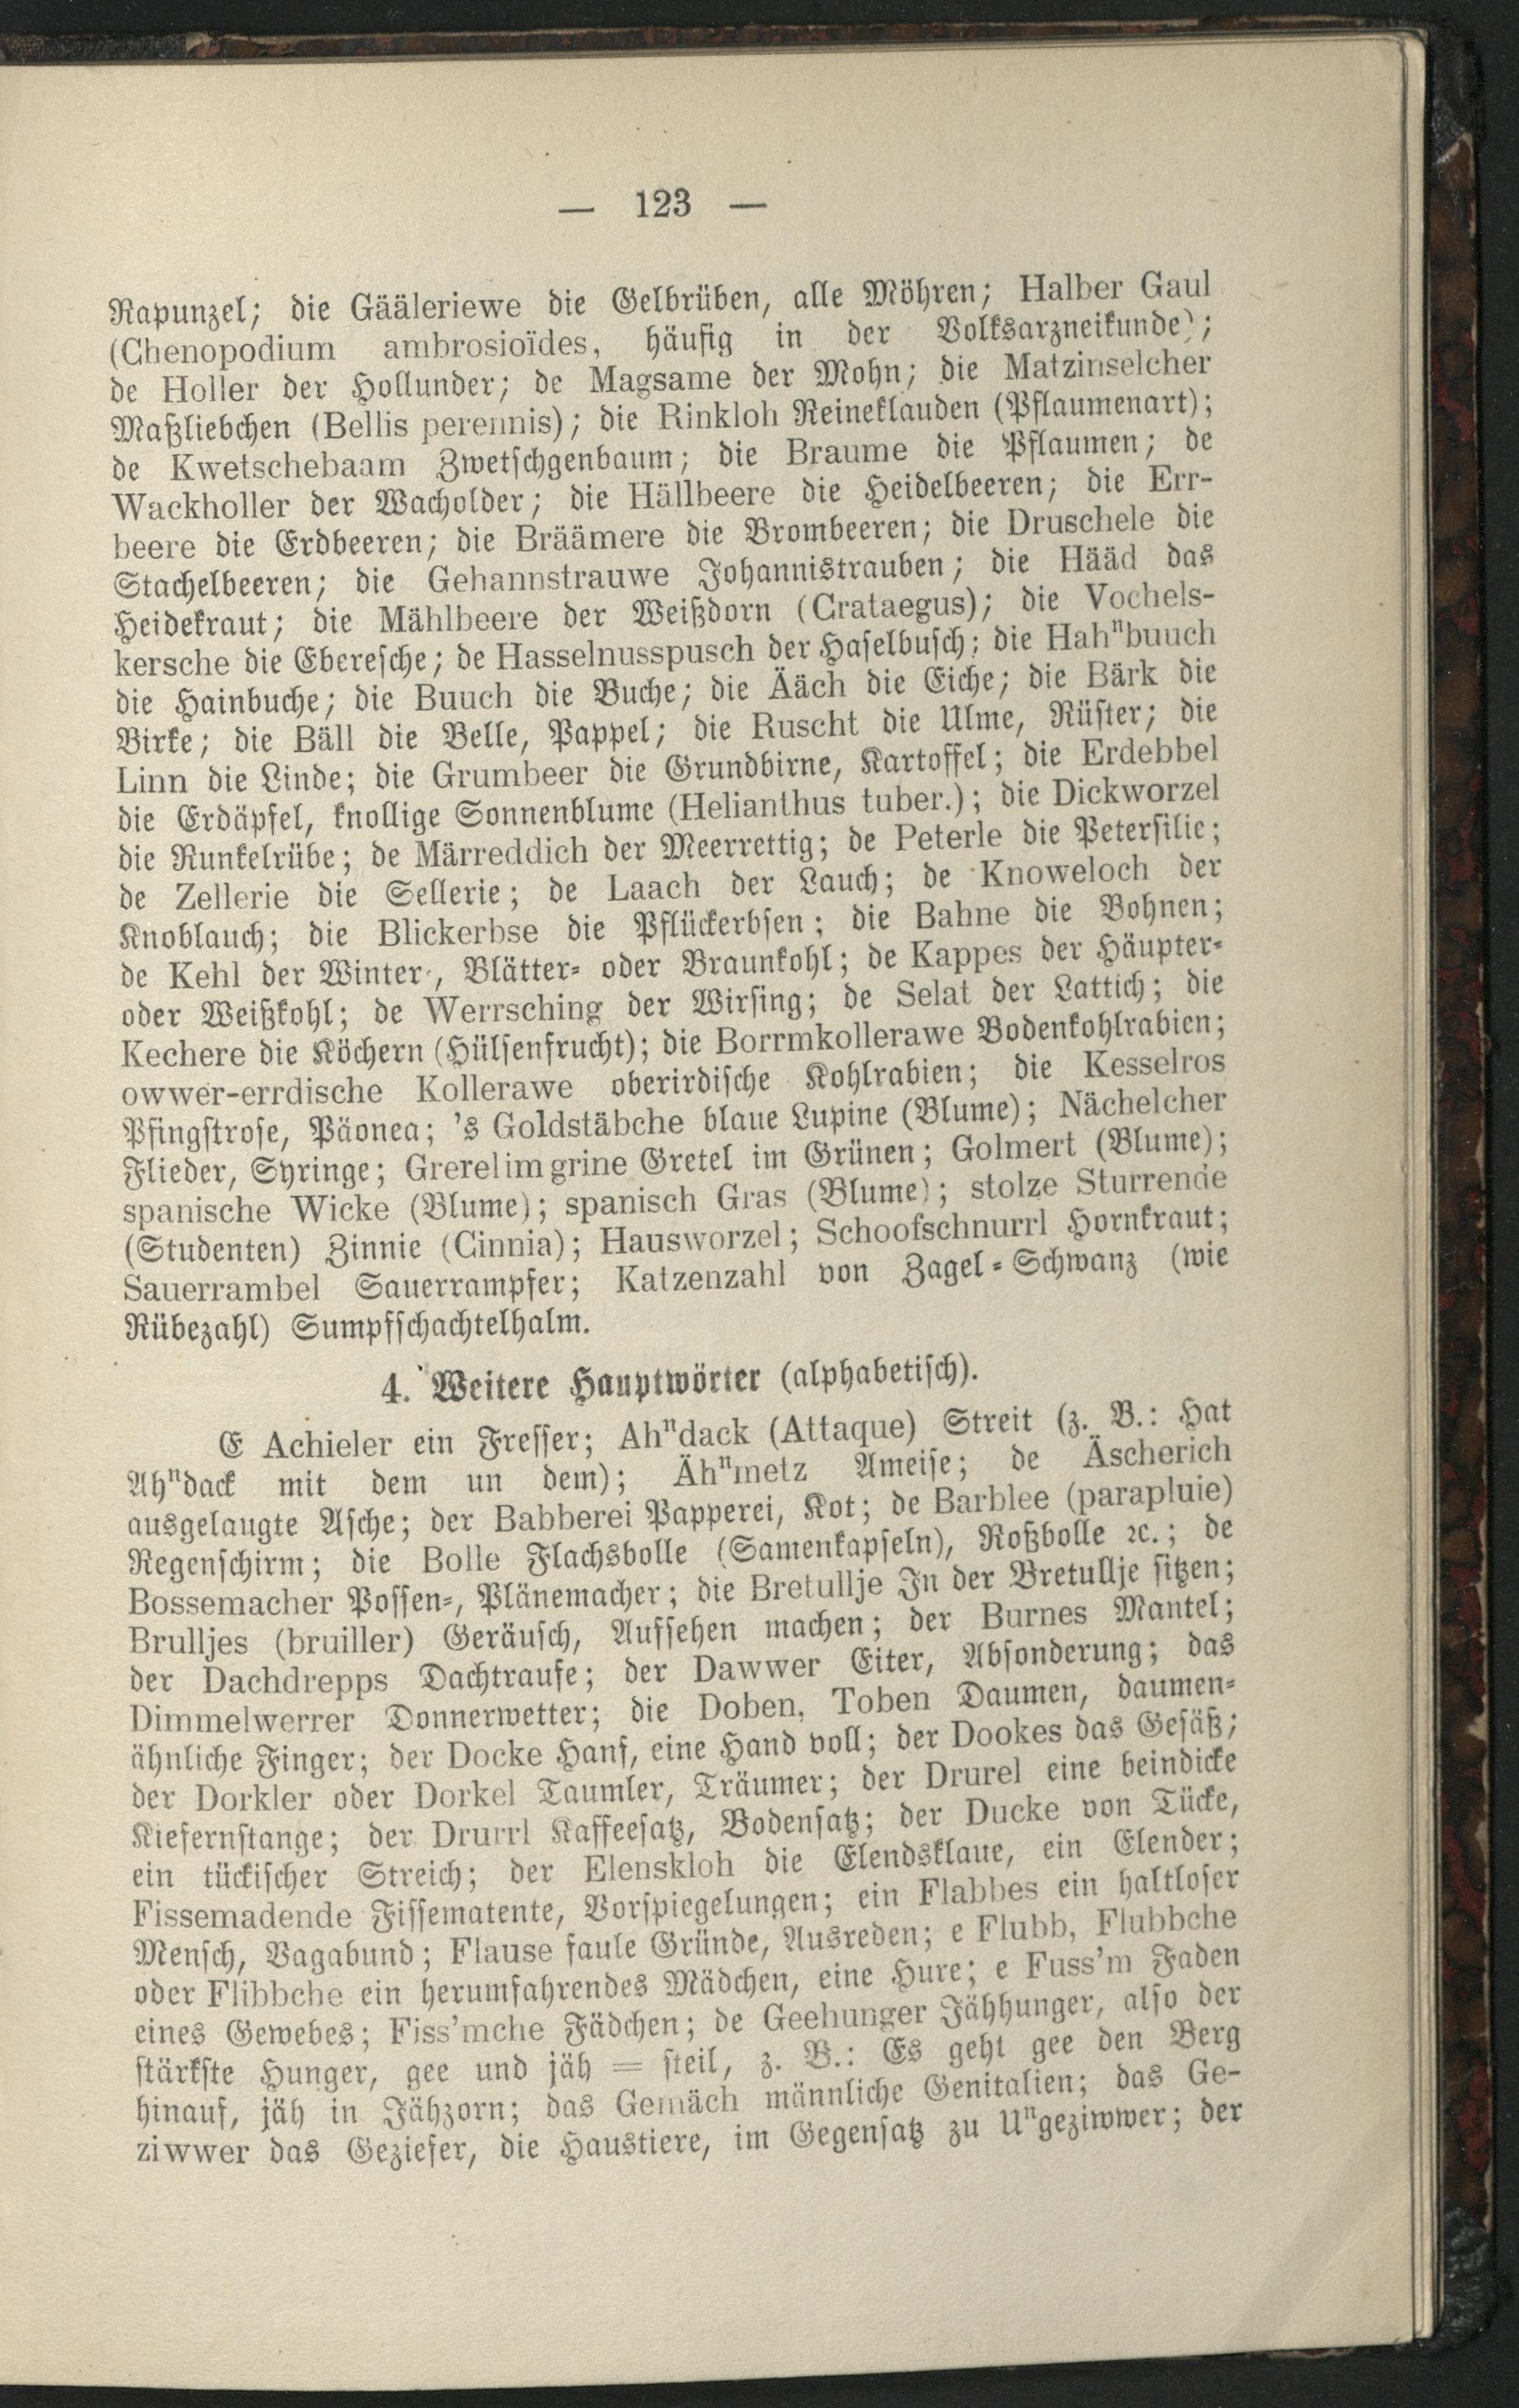 — 123 —
Rapunzel; die Gääleriewe die Gelbrüben, alle Möhren; Halber Gaul
(Chenopodium ambrosioïdes, häufig in der Volksarzneikunde);
de Holler der Hollunder; de Magsame der Mohn; die Matzinselcher
Maßliebchen (Bellis perennis); die Rinkloh Reineklauden (Pflaumenart);
de Kwetschebaam Zwetschgenbaum; die Braume die Pflaumen; de
Wackholler der Wacholder; die Hällbeere die Heidelbeeren; die Err-
beere die Erdbeeren; die Bräämere die Brombeeren; die Druschele die
Stachelbeeren; die Gehannstrauwe Johannistrauben; die Hääd das
Heidekraut; die Mählbeere der Weißdorn (Crataegus); die Vochels-
kersche die Eberesche; de Hasselnusspusch der Haselbusch; die Hahⁿbuuch
die Hainbuche; die Buuch die Buche; die Ääch die Eiche; die Bärk die
Birke; die Bäll die Belle, Pappel; die Ruscht die Ulme, Rüster; die
Linn die Linde; die Grumbeer die Grundbirne, Kartoffel; die Erdebbel
die Erdäpfel, knollige Sonnenblume (Helianthus tuber.); die Dickworzel
die Runkelrübe; de Märreddich der Meerrettig; de Peterle die Petersilie;
de Zellerie die Sellerie; de Laach der Lauch; de Knoweloch der
Knoblauch; die Blickerbse die Pflückerbsen; die Bahne die Bohnen;
de Kehl der Winter-, Blätter- oder Braunkohl; de Kappes der Häupter-
oder Weißkohl; de Werrsching der Wirsing; de Selat der Lattich; die
Kechere die Köchern (Hülsenfrucht); die Borrmkollerawe Bodenkohlrabien;
owwer-errdische Kollerawe oberirdische Kohlrabien; die Kesselros
Pfingstrose, Päonea; 's Goldstäbche blaue Lupine (Blume); Nächelcher
Flieder, Syringe; Grerel im grine Gretel im Grünen; Golmert (Blume);
spanische Wicke (Blume); spanisch Gras (Blume); stolze Sturrende
(Studenten) Zinnie (Cinnia); Hausworzel; Schoofschnurrl Hornkraut;
Sauerrambel Sauerrampfer; Katzenzahl von Zagel-Schwanz (wie
Rübezahl) Sumpfschachtelhalm.
4. Weitere Hauptwörter (alphabetisch).
E Achieler ein Fresser; Ahⁿdack (Attaque) Streit (z. B.: Hat
Ahⁿdack mit dem un dem); Ähⁿmetz Ameise; de Äscherich
ausgelaugte Asche; der Babberei Papperei, Kot; de Barblee (parapluie)
Regenschirm; die Bolle Flachsbolle (Samenkapseln), Roßbolle ꝛc.; de
Bossemacher Possen-, Plänemacher; die Bretullje In der Bretullje sitzen;
Brulljes (bruiller) Geräusch, Aufsehen machen; der Burnes Mantel;
der Dachdrepps Dachtraufe; der Dawwer Eiter, Absonderung; das
Dimmelwerrer Donnerwetter; die Doben, Toben Daumen, daumen-
ähnliche Finger; der Docke Hanf, eine Hand voll; der Dookes das Gesäß;
der Dorkler oder Dorkel Taumler, Träumer; der Drurel eine beindicke
Kiefernstange; der Drurrl Kaffeesatz, Bodensatz; der Ducke von Tücke,
ein tückischer Streich; der Elenskloh die Elendsklaue, ein Elender;
Fissemadende Fissematente, Vorspiegelungen; ein Flabbes ein haltloser
Mensch, Vagabund; Flause faule Gründe, Ausreden; e Flubb, Flubbche
oder Flibbche ein herumfahrendes Mädchen, eine Hure; e Fuss'm Faden
eines Gewebes; Fiss'mche Fädchen; de Geehunger Jähhunger, also der
stärkste Hunger, gee und jäh = steil, z. B.: Es geht gee den Berg
hinauf, jäh in Jähzorn; das Gemäch männliche Genitalien; das Ge-
ziwwer das Geziefer, die Haustiere, im Gegensatz zu Uⁿgeziwwer; der